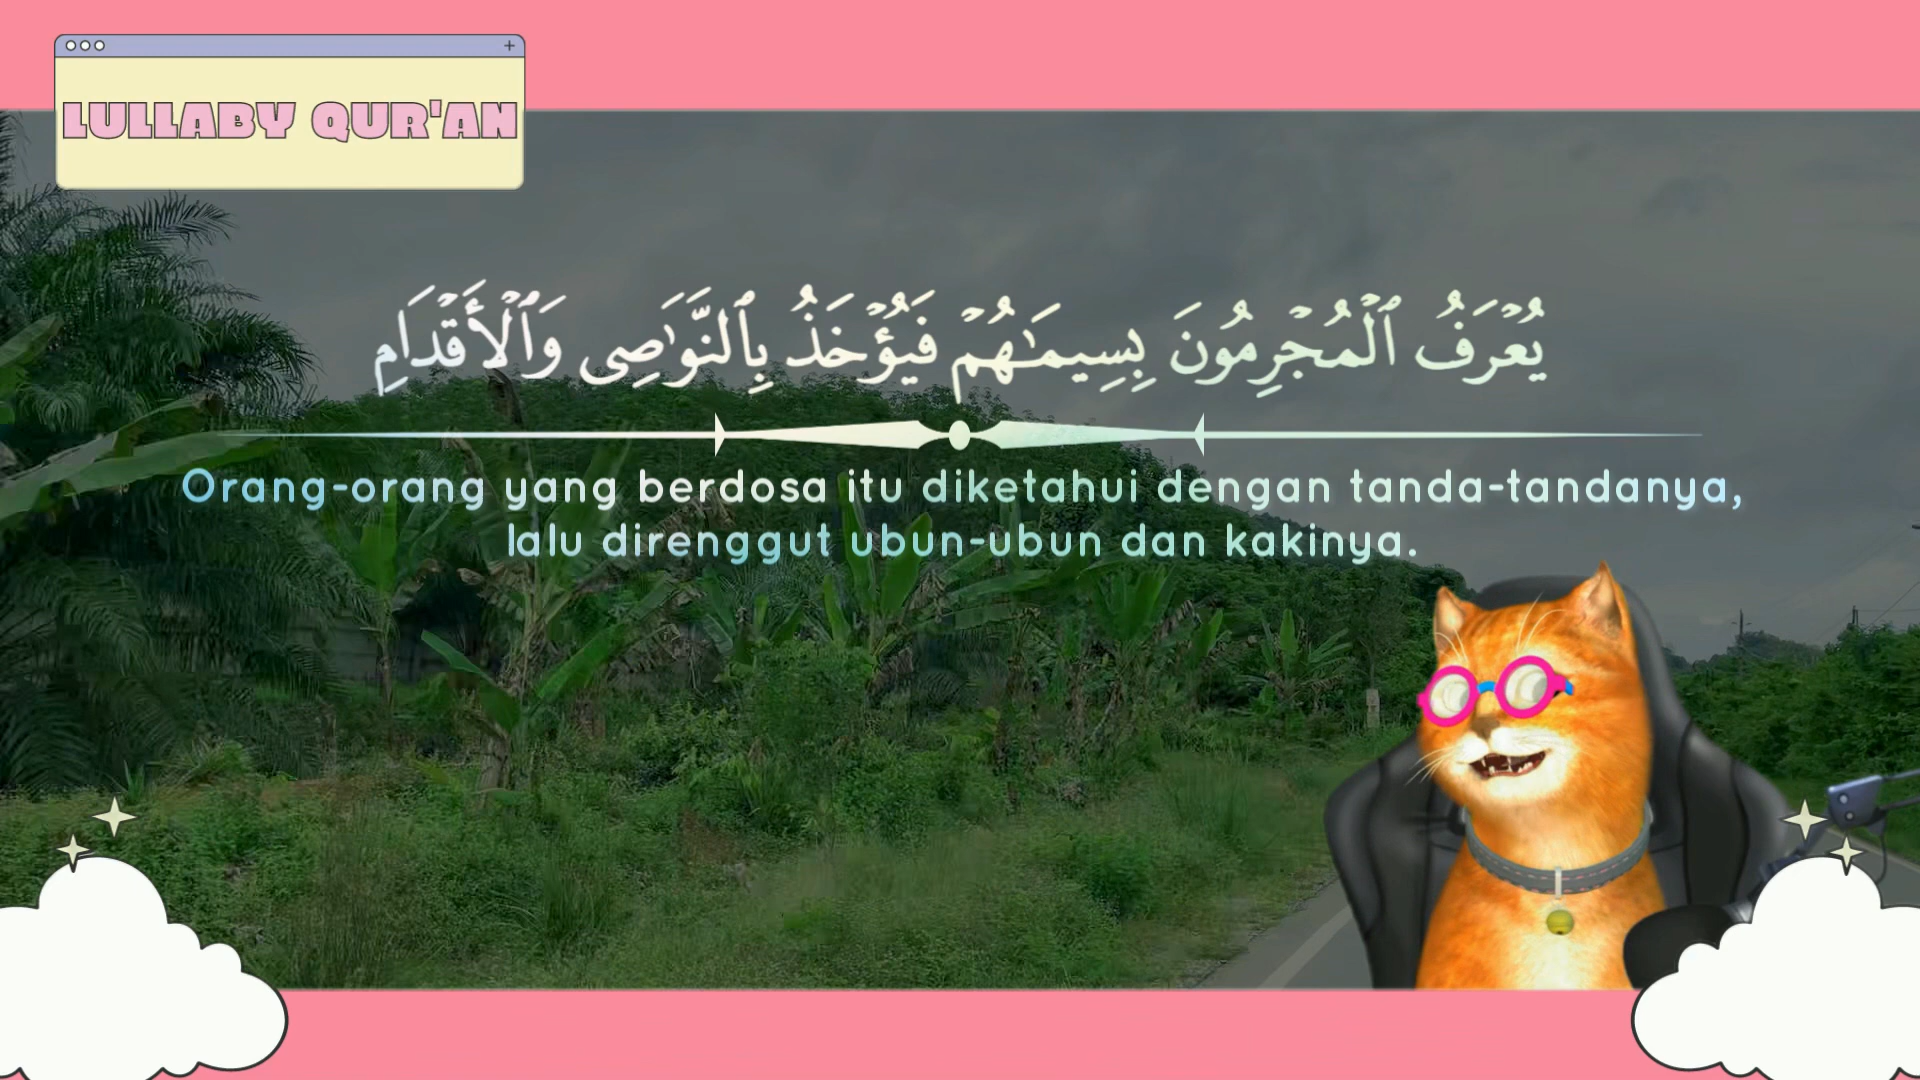 LULLABY QUR'AN
يُعْرَفُ ٱلْمُجْرِمُونَ بِسِيمَـٰهُمْ فَيُؤْخَذُ بِٱلنَّوَٰصِى وَٱلْأَقْدَامِ
Orang-orang yang berdosa itu diketahui dengan tanda-tandanya,
lalu direnggut ubun-ubun dan kakinya.